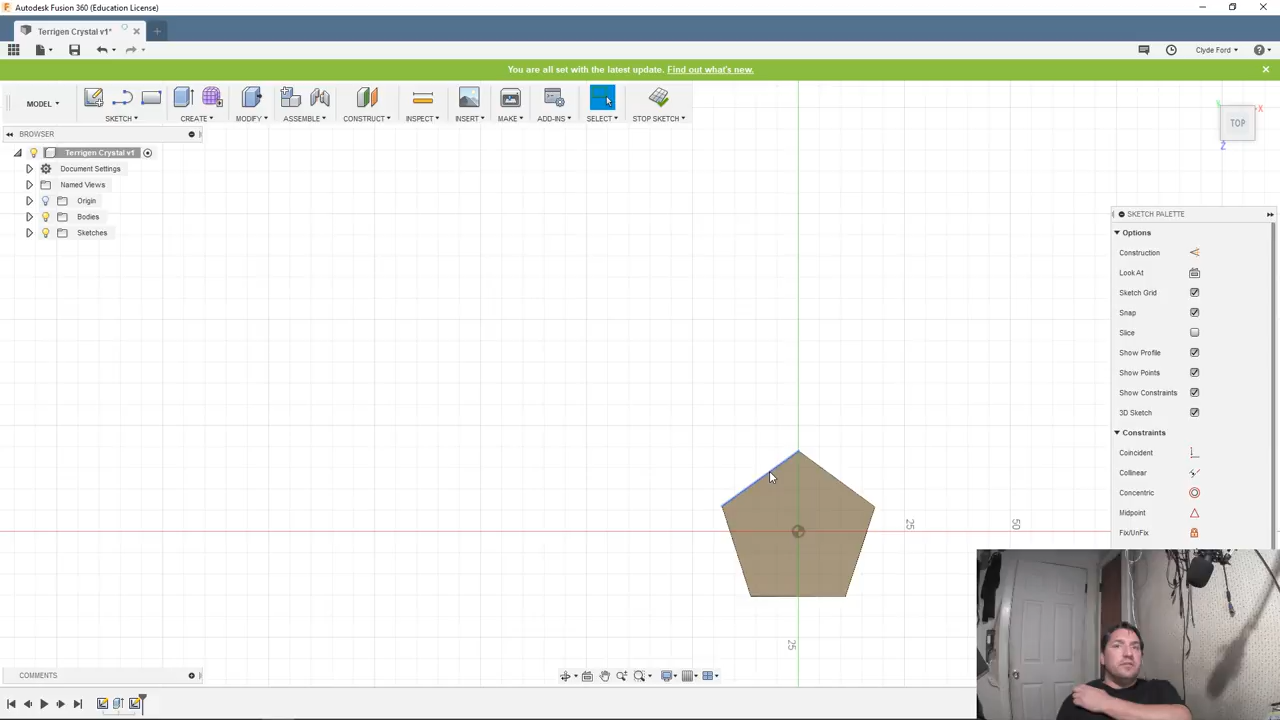 Autodesk Fusion 360 (Education License)
Terrigen Crystal v1*
Clyde Ford
You are all set with the latest update. Find out what's new.
MODEL
SKETCH
CREATE
MODIFY
ASSEMBLE
CONSTRUCT
INSPECT
INSERT
MAKE
ADD-INS
SELECT
STOP SKETCH
BROWSER
Terrigen Crystal v1
Document Settings
Named Views
Origin
Bodies
Sketches
X
TOP
Z
SKETCH PALETTE
Options
Construction
Look At
Sketch Grid
Snap
Slice
Show Profile
Show Points
Show Constraints
3D Sketch
Constraints
Coincident
Collinear
Concentric
Midpoint
Fix/UnFix
25
50
25
COMMENTS